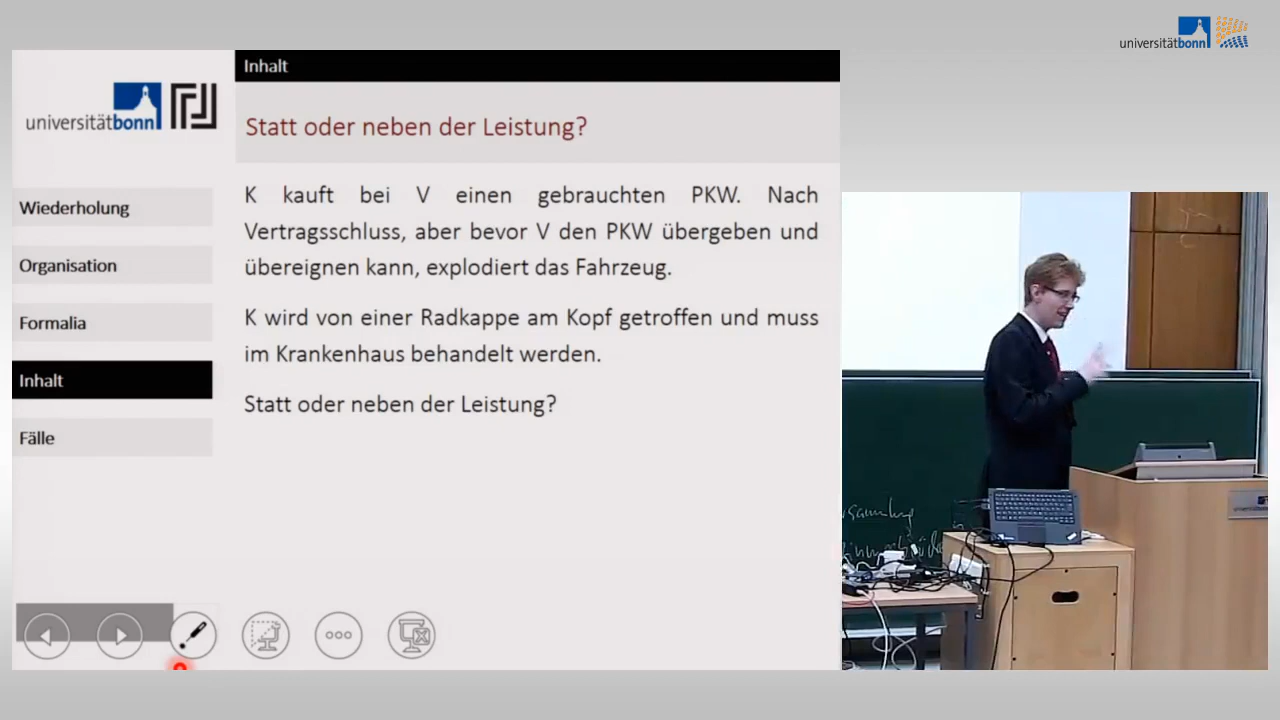 universitätbonn
Inhalt
universitätbonn
Statt oder neben der Leistung?
K kauft bei V einen gebrauchten PKW. Nach
Vertragsschluss, aber bevor V den PKW übergeben und
übereignen kann, explodiert das Fahrzeug.
K wird von einer Radkappe am Kopf getroffen und muss
im Krankenhaus behandelt werden.
Statt oder neben der Leistung?
Wiederholung
Organisation
Formalia
Inhalt
Fälle